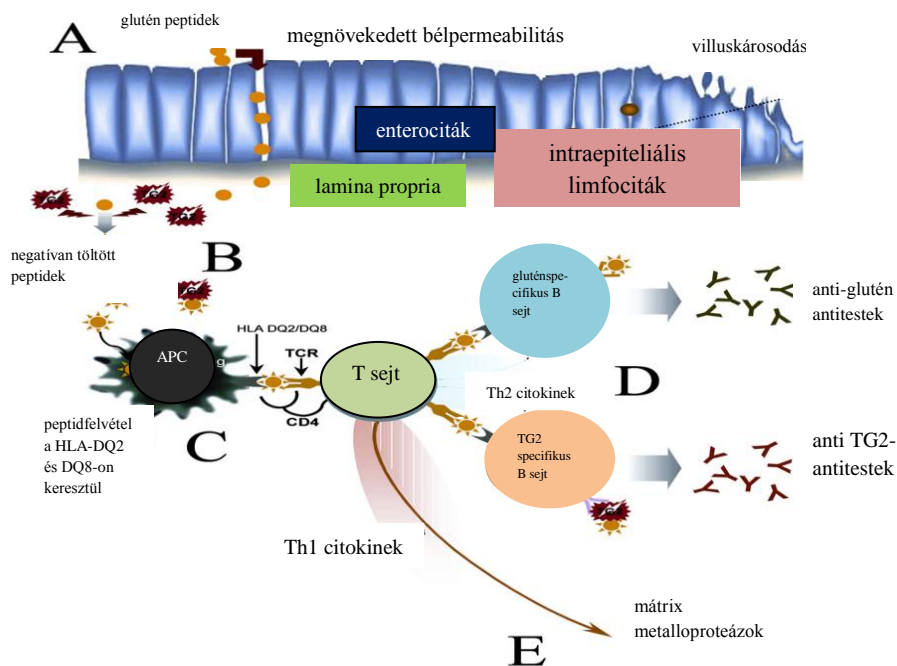 A
glutén peptidek
megnövekedett bélpermeabilitás
villuskárosodás
enterociták
intraepiteliális
limfociták
lamina propria
negatívan töltött
peptidek
B
TG2
gluténspe-
cifikus B
sejt
anti-glutén
antitestek
HLA DQ2/DQ8
APC
TCR
T sejt
CD4
Th2 citokinek
D
peptidfelvétel
a HLA-DQ2
és DQ8-on
keresztül
C
TG2
specifikus
B sejt
anti TG2-
antitestek
Th1 citokinek
E
mátrix
metalloproteázok